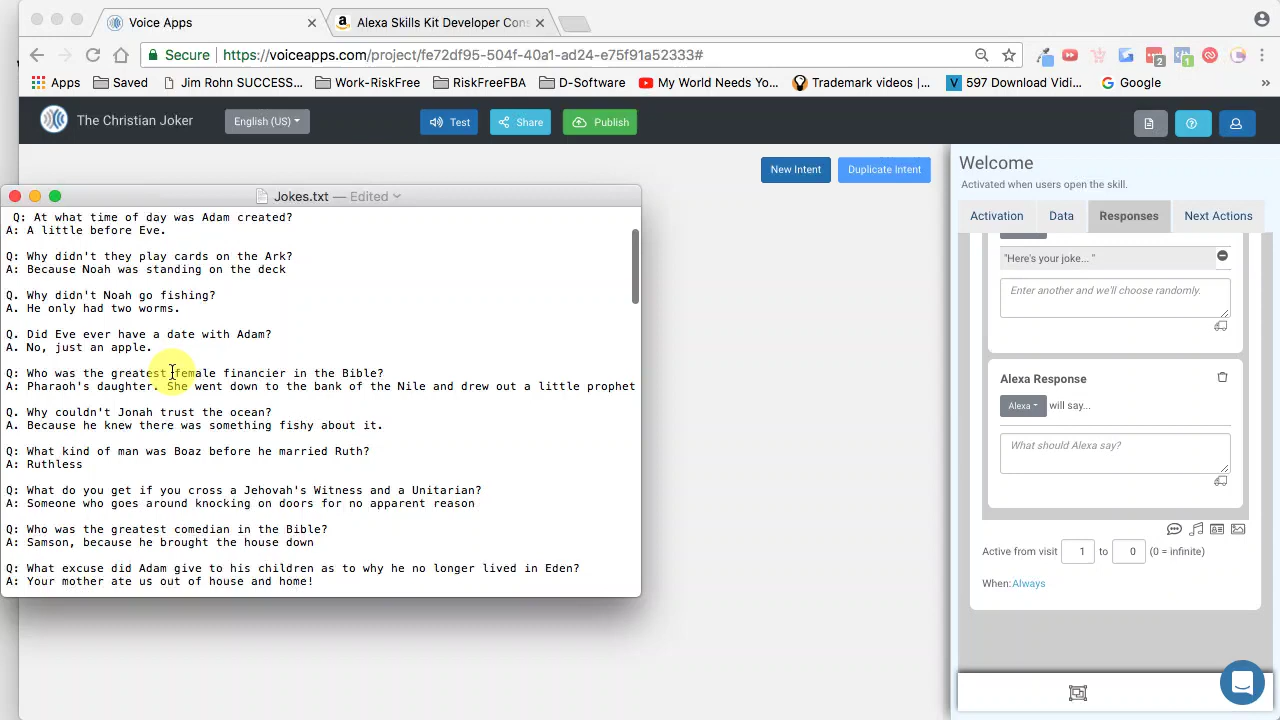 Voice Apps
Alexa Skills Kit Developer Cons
Secure https://voiceapps.com/project/fe72df95-504f-40a1-ad24-e75f91a52333#
Apps Saved Jim Rohn SUCCESS... Work-RiskFree RiskFreeFBA D-Software My World Needs Yo... Trademark videos |... V 597 Download Vidi... Google
2 1
The Christian Joker English (US) Test Share Publish
New Intent Duplicate Intent
Welcome
Activated when users open the skill.
Activation Data Responses Next Actions
"Here's your joke... "
Enter another and we'll choose randomly.
Alexa Response
Alexa will say...
What should Alexa say?
Active from visit 1 to 0 (0 = infinite)
When: Always
Jokes.txt — Edited
Q: At what time of day was Adam created?
A: A little before Eve.
Q: Why didn't they play cards on the Ark?
A: Because Noah was standing on the deck
Q. Why didn't Noah go fishing?
A. He only had two worms.
Q. Did Eve ever have a date with Adam?
A. No, just an apple.
Q: Who was the greatest female financier in the Bible?
A: Pharaoh's daughter. She went down to the bank of the Nile and drew out a little prophet
Q. Why couldn't Jonah trust the ocean?
A. Because he knew there was something fishy about it.
Q: What kind of man was Boaz before he married Ruth?
A: Ruthless
Q: What do you get if you cross a Jehovah's Witness and a Unitarian?
A: Someone who goes around knocking on doors for no apparent reason
Q: Who was the greatest comedian in the Bible?
A: Samson, because he brought the house down
Q: What excuse did Adam give to his children as to why he no longer lived in Eden?
A: Your mother ate us out of house and home!